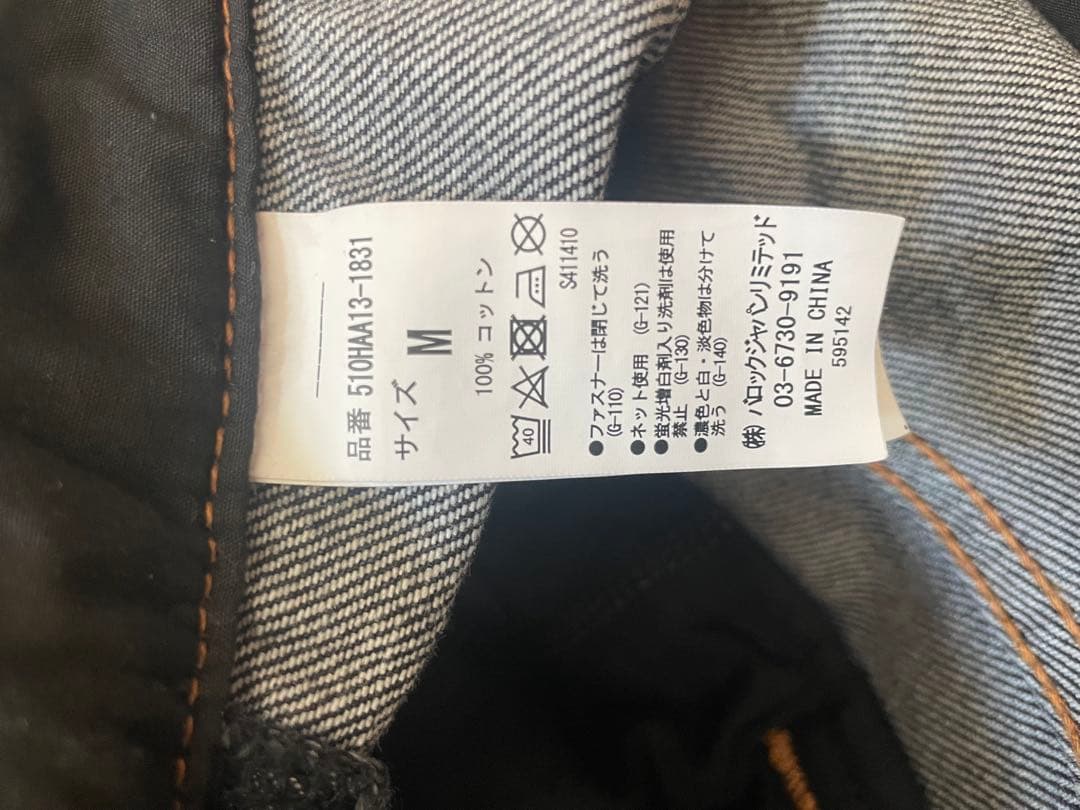 品番 510HAA13-1831
サイズ
M
100% コットン
40
S411410
●ファスナーは閉じて洗う
(G-110)
●ネット使用 (G-121)
●蛍光増白剤入り洗剤は使用
禁止 (G-130)
●濃色と白・淡色物は分けて
洗う (G-140)
㈱バロックジャパンリミテッド
03-6730-9191
MADE IN CHINA
595142